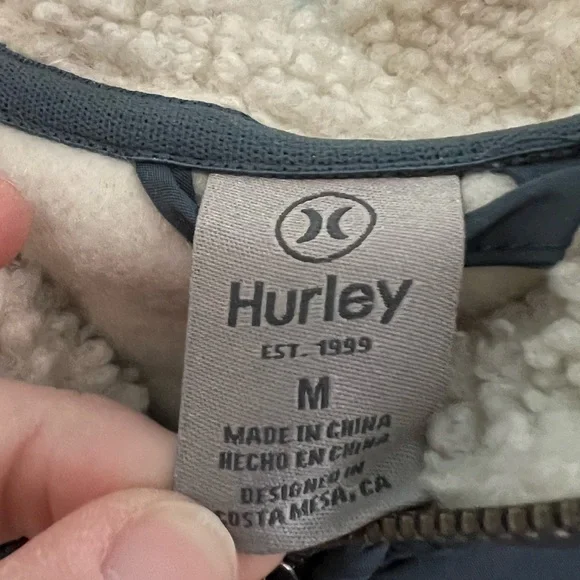 Hurley
EST. 1999
M
MADE IN CHINA
HECHO EN CHINA
DESIGNED IN
COSTA MESA, CA